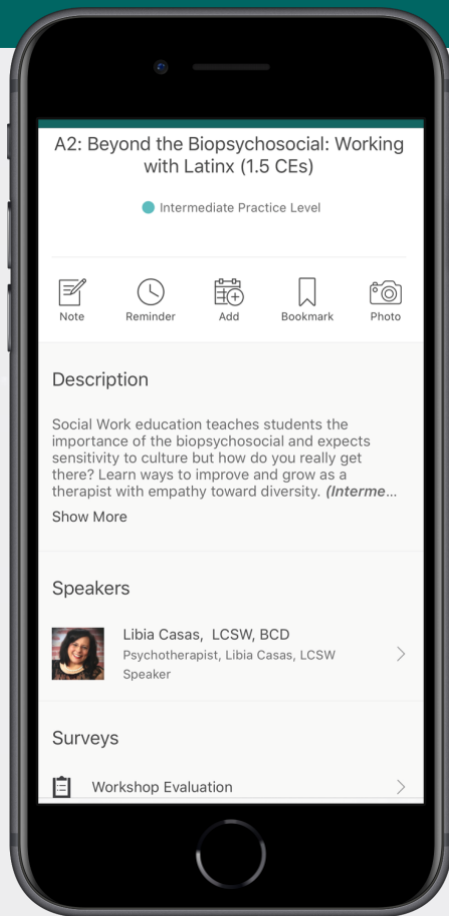 A2: Beyond the Biopsychosocial: Working
with Latinx (1.5 CEs)
Intermediate Practice Level
Note
Reminder
Add
Bookmark
Photo
Description
Social Work education teaches students the
importance of the biopsychosocial and expects
sensitivity to culture but how do you really get
there? Learn ways to improve and grow as a
therapist with empathy toward diversity. (Interme...
Show More
Speakers
Libia Casas,  LCSW, BCD
Psychotherapist, Libia Casas, LCSW
Speaker
Surveys
Workshop Evaluation